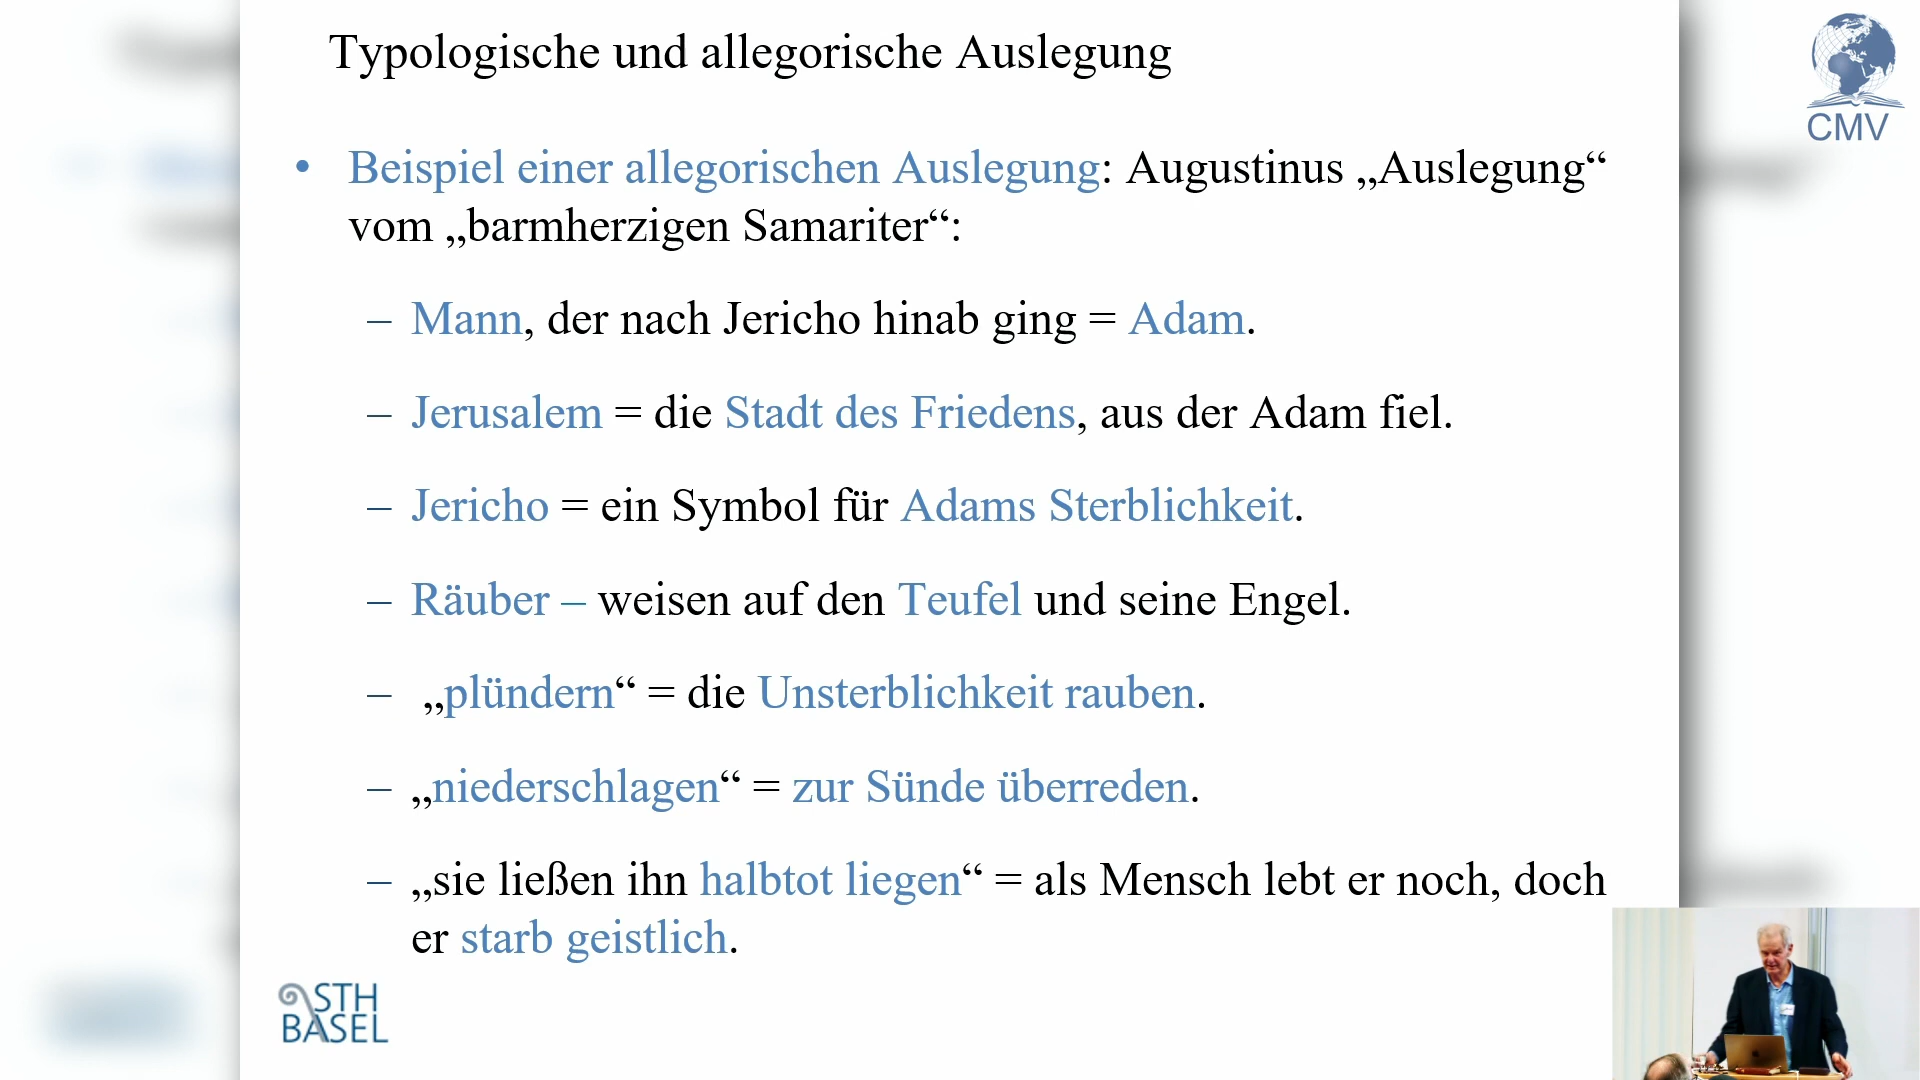 Typologische und allegorische Auslegung
CMV
• Beispiel einer allegorischen Auslegung: Augustinus „Auslegung“
vom „barmherzigen Samariter“:
– Mann, der nach Jericho hinab ging = Adam.
– Jerusalem = die Stadt des Friedens, aus der Adam fiel.
– Jericho = ein Symbol für Adams Sterblichkeit.
– Räuber – weisen auf den Teufel und seine Engel.
– „plündern“ = die Unsterblichkeit rauben.
– „niederschlagen“ = zur Sünde überreden.
– „sie ließen ihn halbtot liegen“ = als Mensch lebt er noch, doch
er starb geistlich.
STH
BASEL